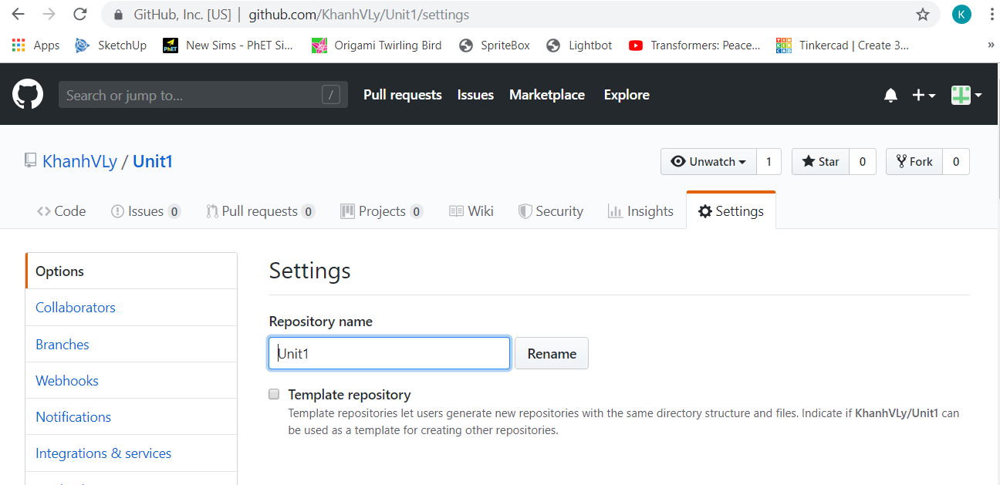 GitHub, Inc. [US] | github.com/KhanhVLy/Unit1/settings K
Apps SketchUp PhET New Sims - PhET Si... Origami Twirling Bird SpriteBox Lightbot Transformers: Peace... TIN KER CAD Tinkercad | Create 3... »
Search or jump to... / Pull requests Issues Marketplace Explore
KhanhVLy / Unit1 Unwatch 1 Star 0 Fork 0
Code Issues 0 Pull requests 0 Projects 0 Wiki Security Insights Settings
Options
Collaborators
Branches
Webhooks
Notifications
Integrations & services
Settings
Repository name
Unit1 Rename
Template repository
Template repositories let users generate new repositories with the same directory structure and files. Indicate if KhanhVLy/Unit1 can
be used as a template for creating other repositories.